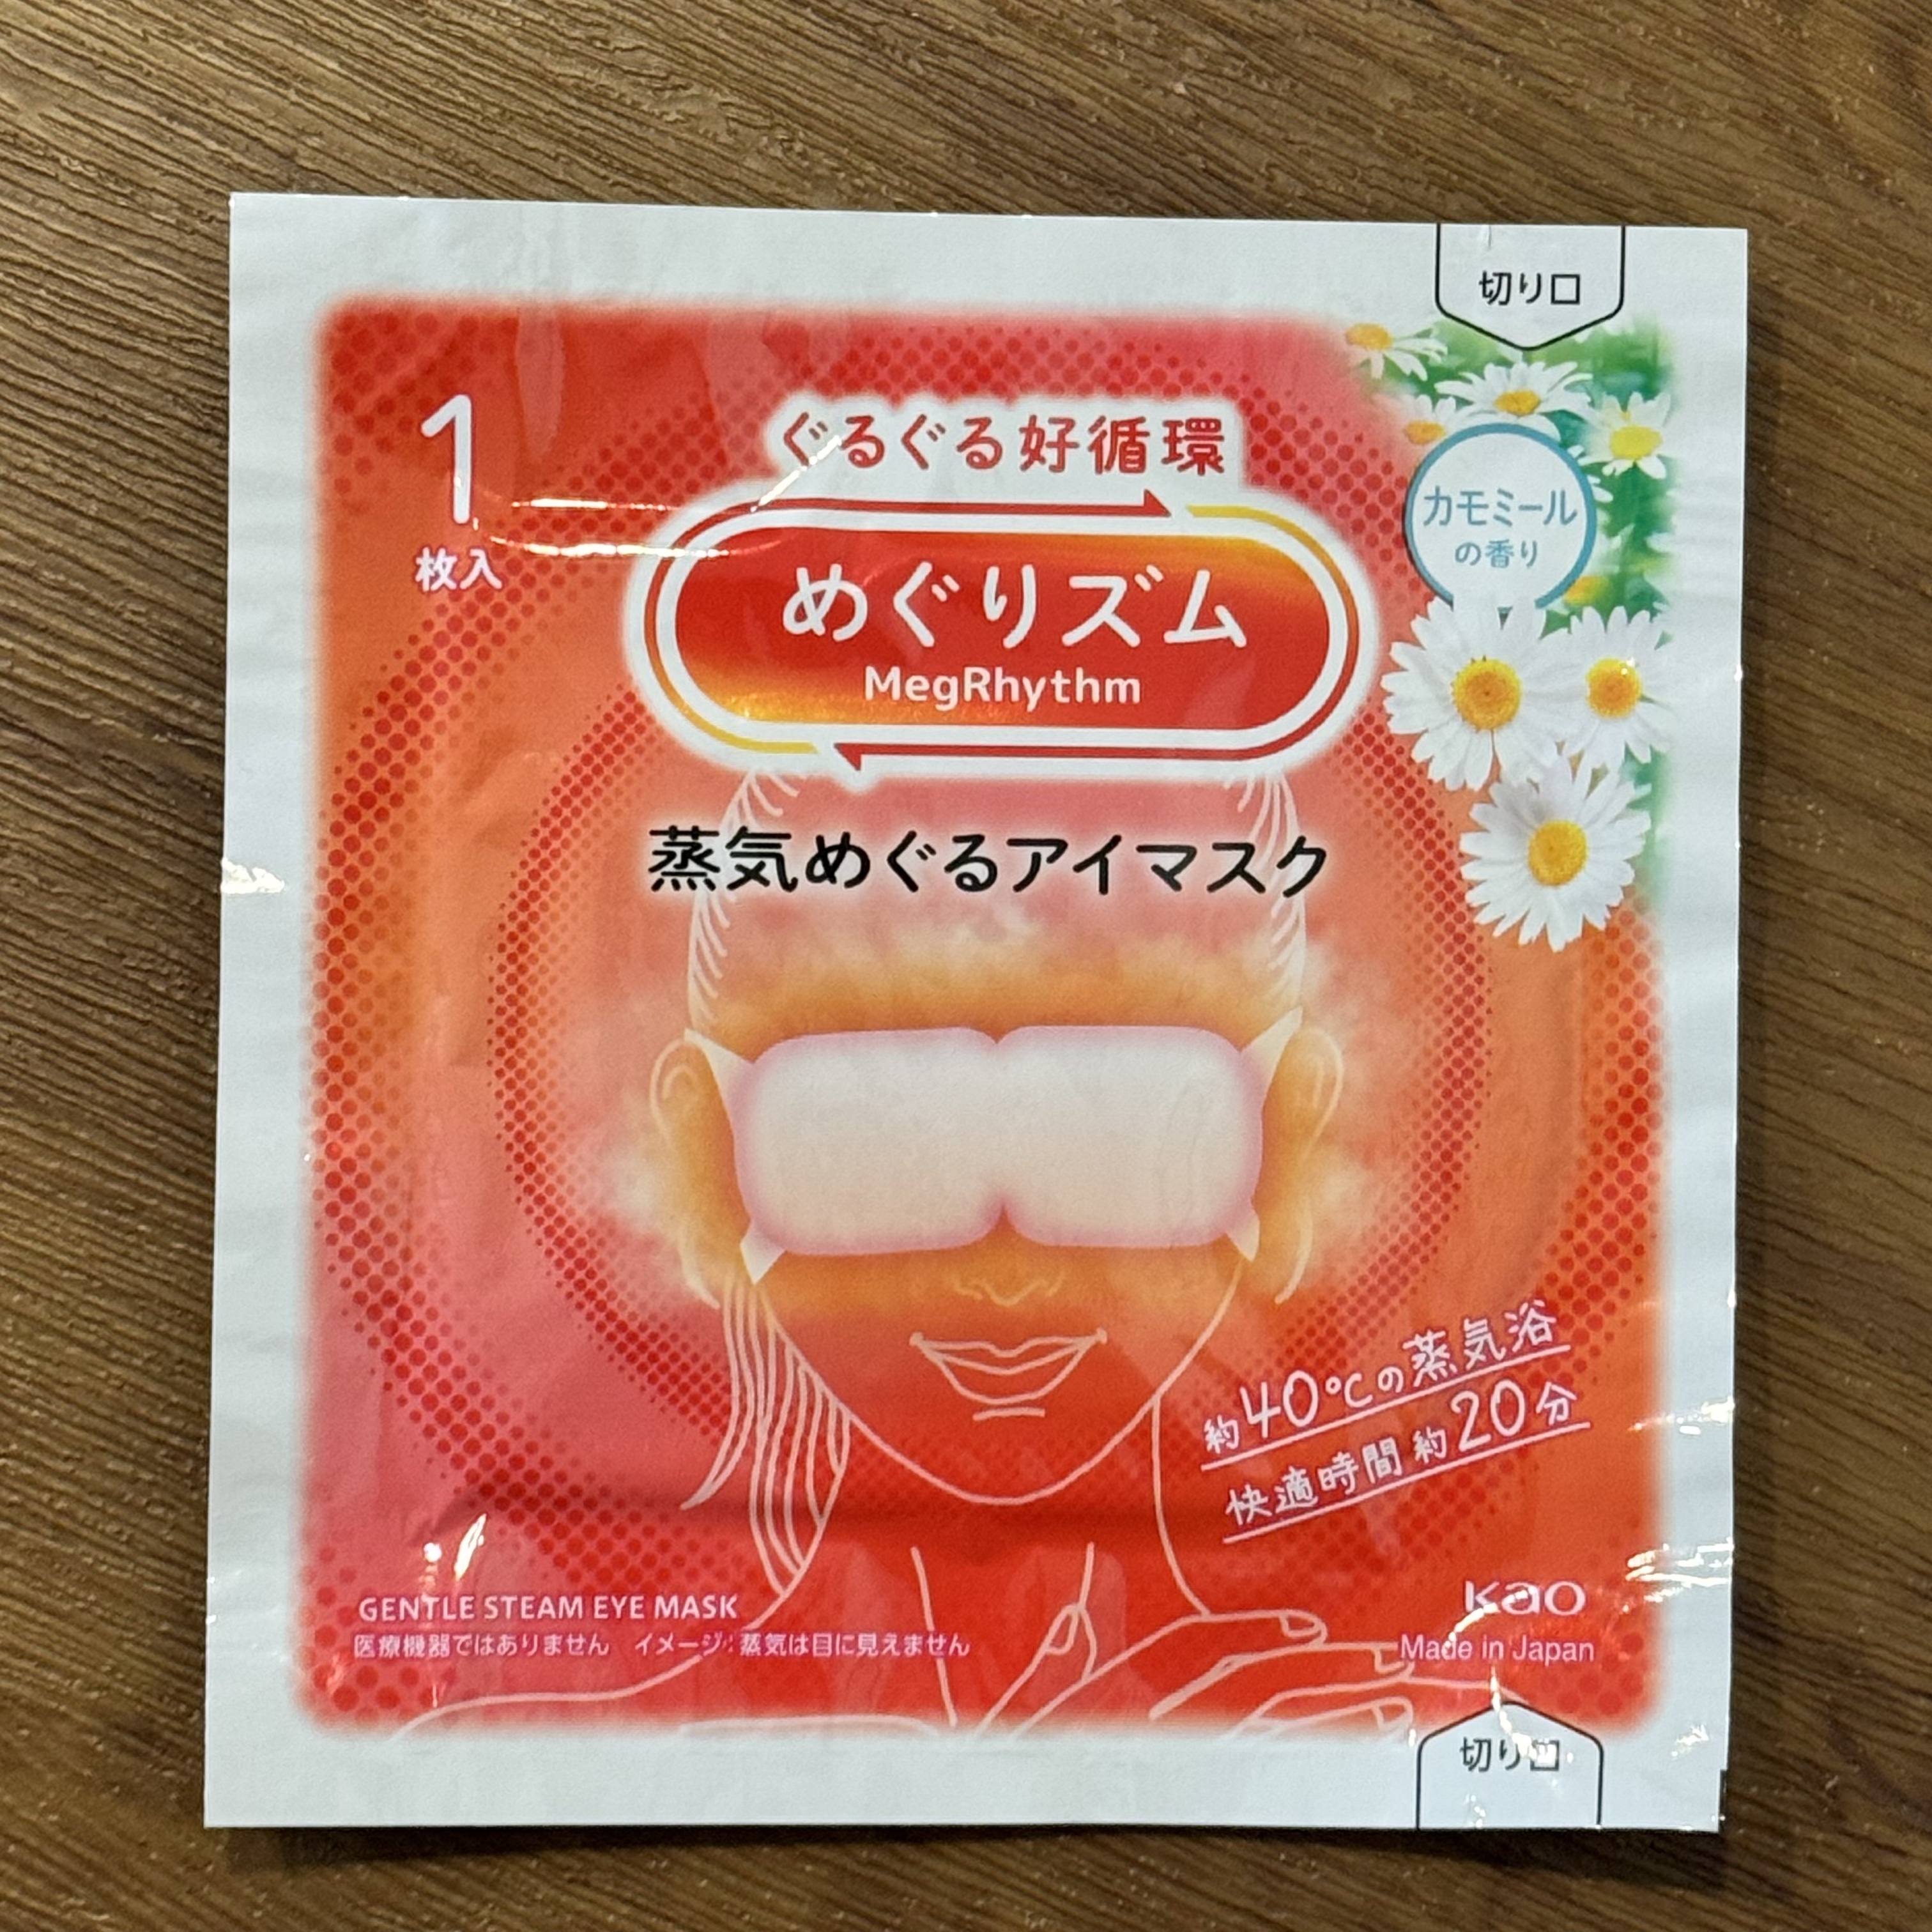 切り口
1
枚入
ぐるぐる好循環
カモミール
の香り
めぐりズム
MegRhythm
蒸気めぐるアイマスク
約40℃の蒸気浴
快適時間 約20分
GENTLE STEAM EYE MASK
医療機器ではありません イメージ:蒸気は目に見えません
Kao
Made in Japan
切り口